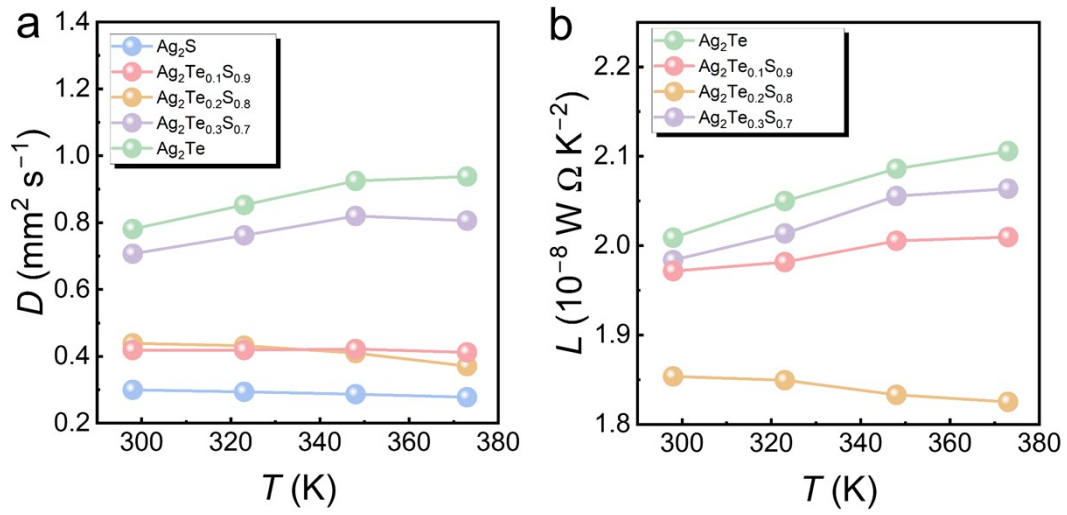 a
1.4
1.2
1.0
0.8
0.6
0.4
0.2
D (mm² s⁻¹)
Ag₂S
Ag₂Te₀.₁S₀.₉
Ag₂Te₀.₂S₀.₈
Ag₂Te₀.₃S₀.₇
Ag₂Te
300 320 340 360 380
T (K)
b
2.2
2.1
2.0
1.9
1.8
L (10⁻⁸ W Ω K⁻²)
Ag₂Te
Ag₂Te₀.₁S₀.₉
Ag₂Te₀.₂S₀.₈
Ag₂Te₀.₃S₀.₇
300 320 340 360 380
T (K)